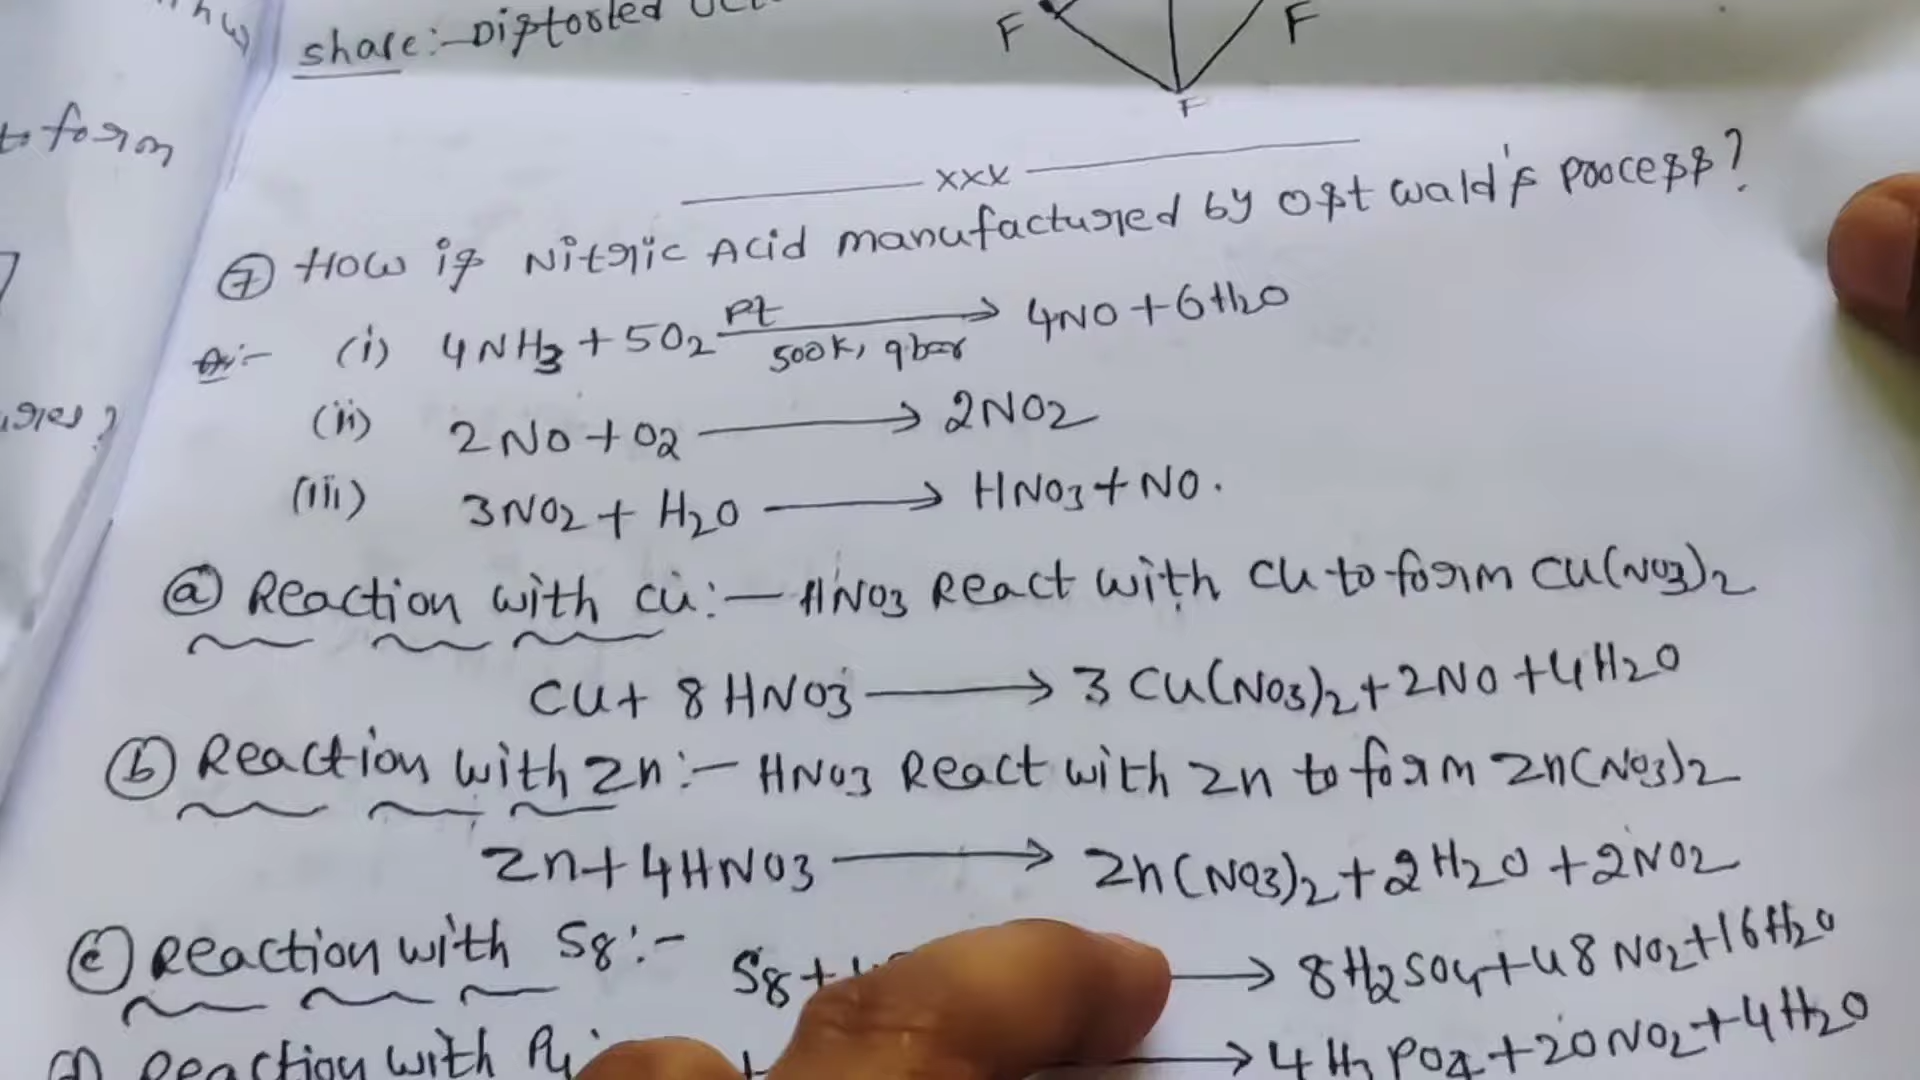 share:- Distorted
F F
F
to form
xxx
⑦ How is Nitric Acid manufactured by Ostwald's process?
(i) 4NH3 + 5O2 Pt 500K, 9bar → 4NO + 6H2O
(ii) 2NO + O2 → 2NO2
(iii) 3NO2 + H2O → HNO3 + NO.
ⓐ Reaction with Cu:- HNO3 React with Cu to form Cu(NO3)2
Cu + 8HNO3 → 3Cu(NO3)2 + 2NO + 4H2O
ⓑ Reaction with Zn:- HNO3 React with Zn to form Zn(NO3)2
Zn + 4HNO3 → Zn(NO3)2 + 2H2O + 2NO2
ⓒ Reaction with S8:- S8 + → 8H2SO4 + 48NO2 + 16H2O
Reaction with P4 → 4H3PO4 + 20NO2 + 4H2O